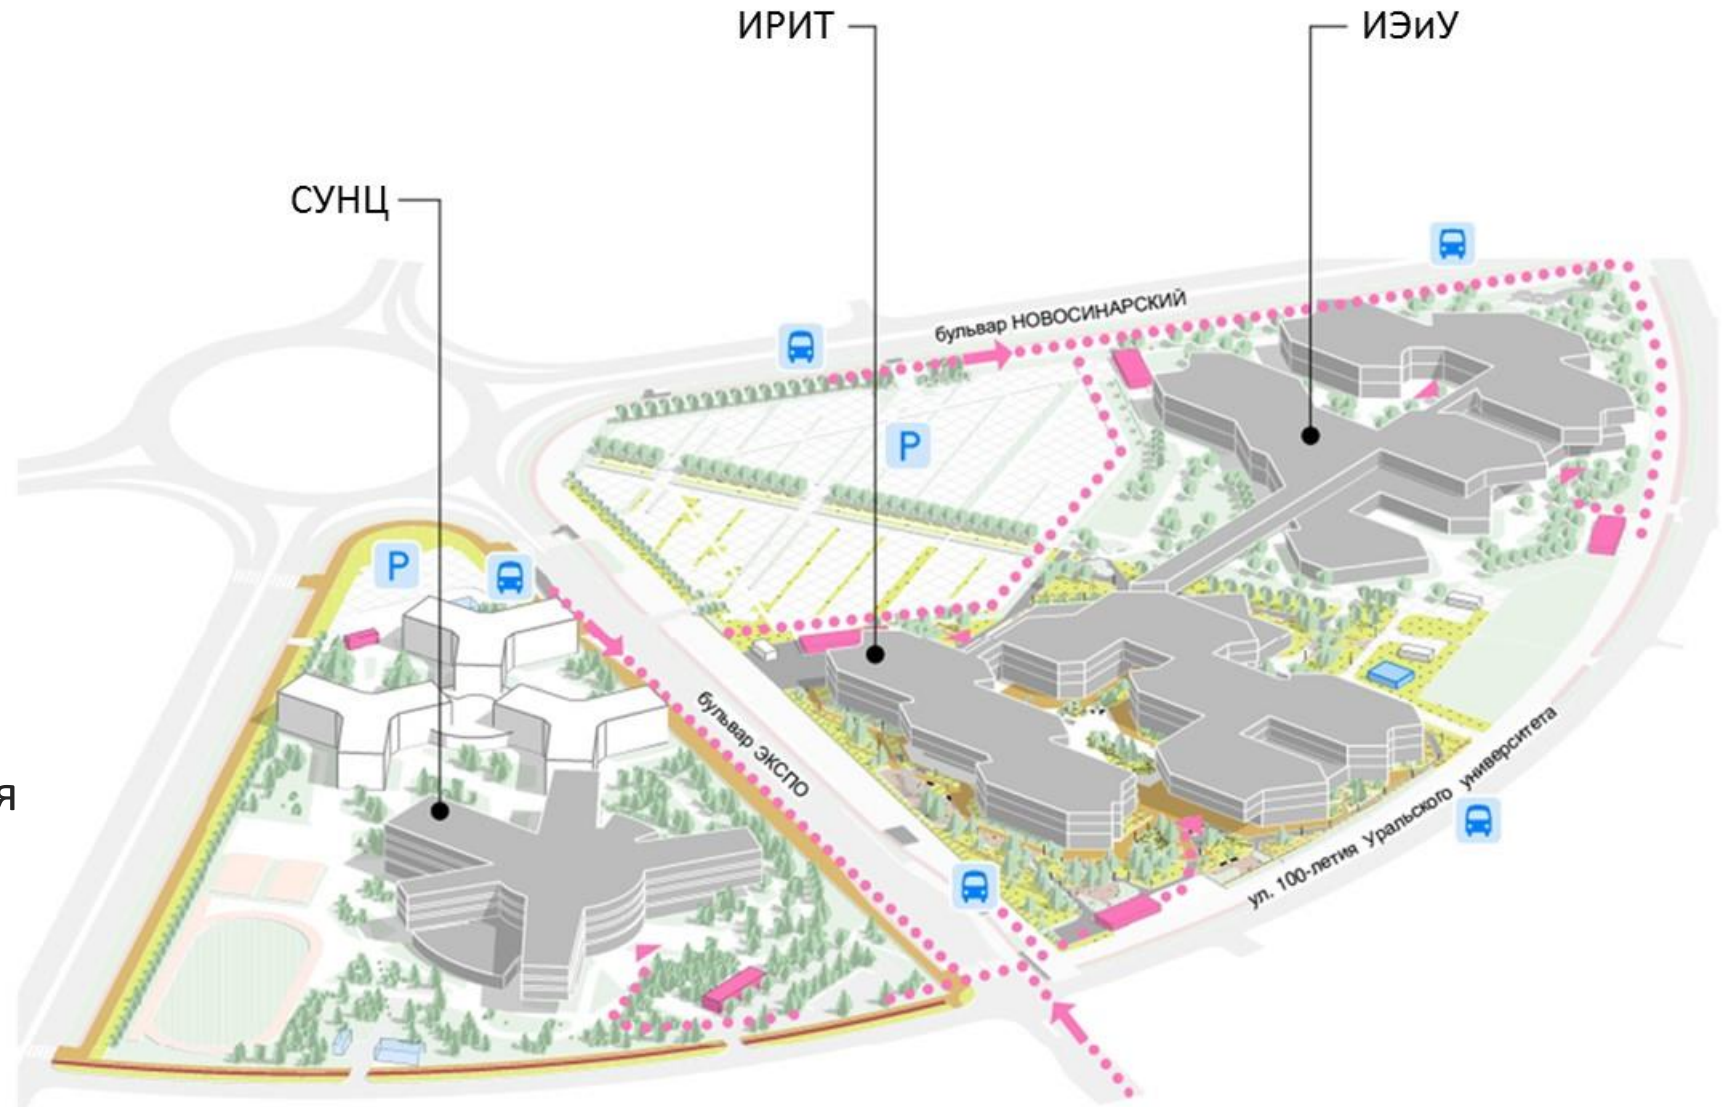 ИРИТ
ИЭиУ
СУНЦ
бульвар НОВОСИНАРСКИЙ
P
P
бульвар ЭКСПО
я
ул. 100-летия Уральского университета